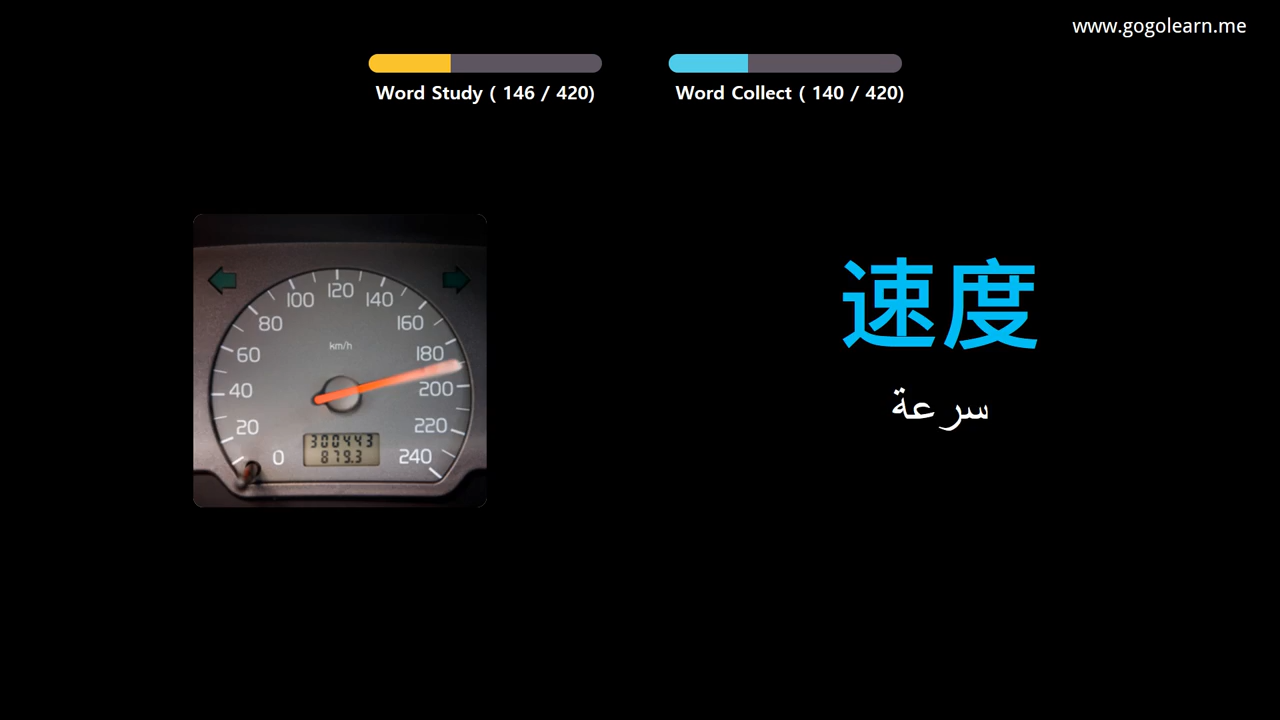 www.gogolearn.me
Word Study ( 146 / 420)
Word Collect ( 140 / 420)
速度
سرعة
120
100
140
80
160
km/h
60
180
40
200
20
220
300443
0
240
879.3